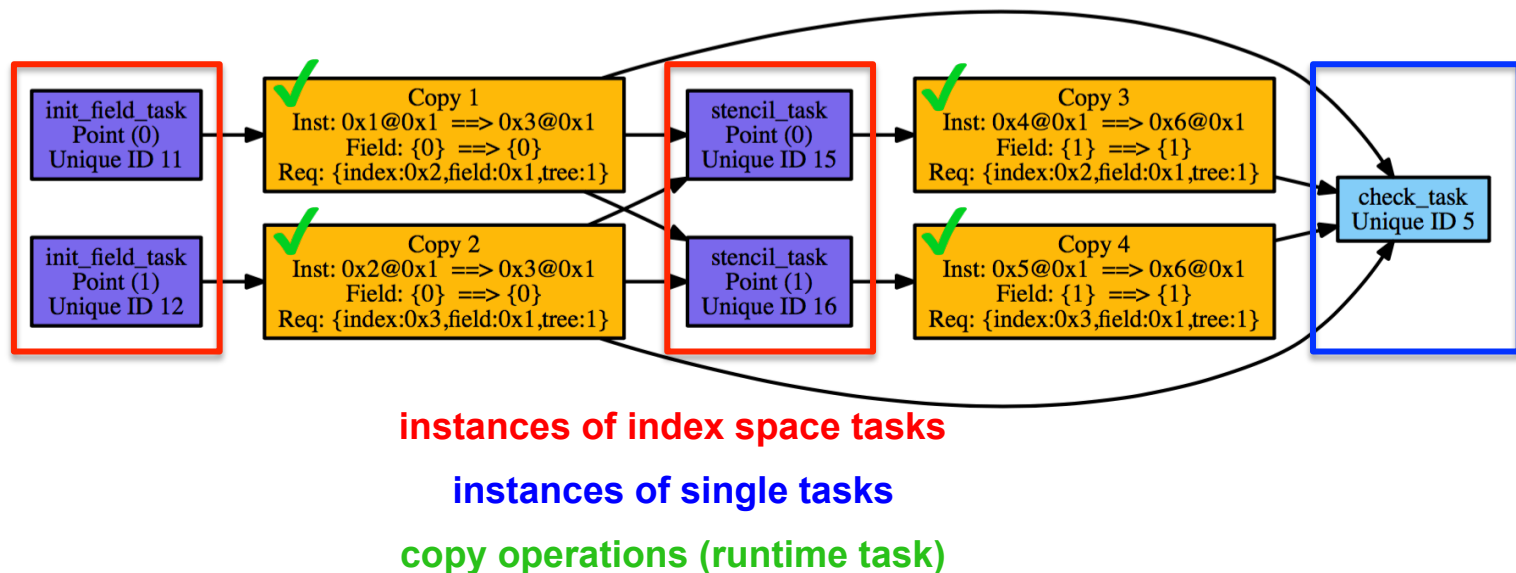 init_field_task
Point (0)
Unique ID 11
Copy 1
Inst: 0x1@0x1 ==> 0x3@0x1
Field: {0} ==> {0}
Req: {index:0x2,field:0x1,tree:1}
stencil_task
Point (0)
Unique ID 15
Copy 3
Inst: 0x4@0x1 ==> 0x6@0x1
Field: {1} ==> {1}
Req: {index:0x2,field:0x1,tree:1}
check_task
Unique ID 5
init_field_task
Point (1)
Unique ID 12
Copy 2
Inst: 0x2@0x1 ==> 0x3@0x1
Field: {0} ==> {0}
Req: {index:0x3,field:0x1,tree:1}
stencil_task
Point (1)
Unique ID 16
Copy 4
Inst: 0x5@0x1 ==> 0x6@0x1
Field: {1} ==> {1}
Req: {index:0x3,field:0x1,tree:1}
instances of index space tasks
instances of single tasks
copy operations (runtime task)